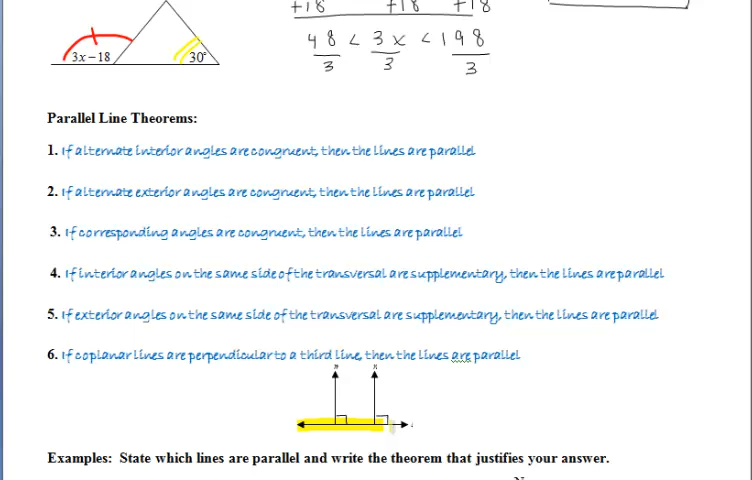 +18 +18 +18
48 < 3x < 198
3 3 3
3x − 18
30°
Parallel Line Theorems:
1. If alternate interior angles are congruent, then the lines are parallel
2. If alternate exterior angles are congruent, then the lines are parallel
3. If corresponding angles are congruent, then the lines are parallel
4. If interior angles on the same side of the transversal are supplementary, then the lines are parallel
5. If exterior angles on the same side of the transversal are supplementary, then the lines are parallel
6. If coplanar lines are perpendicular to a third line, then the lines are parallel
Examples: State which lines are parallel and write the theorem that justifies your answer.